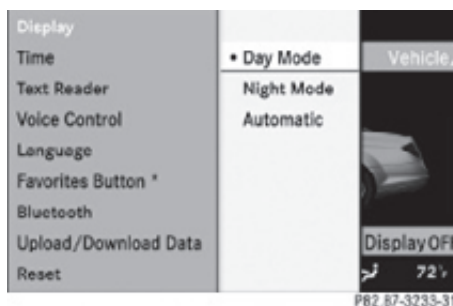 Display
Time
Text Reader
Voice Control
Language
Favorites Button *
Bluetooth
Upload/Download Data
Reset
• Day Mode
Night Mode
Automatic
Vehicle
Display OFF
72°
P82.87-3233-31